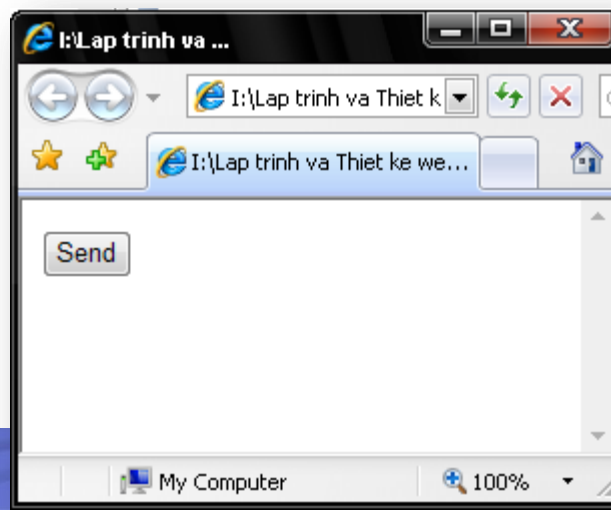 I:\Lap trinh va ...
I:\Lap trinh va Thiet k
I:\Lap trinh va Thiet ke we...
Send
My Computer
100%